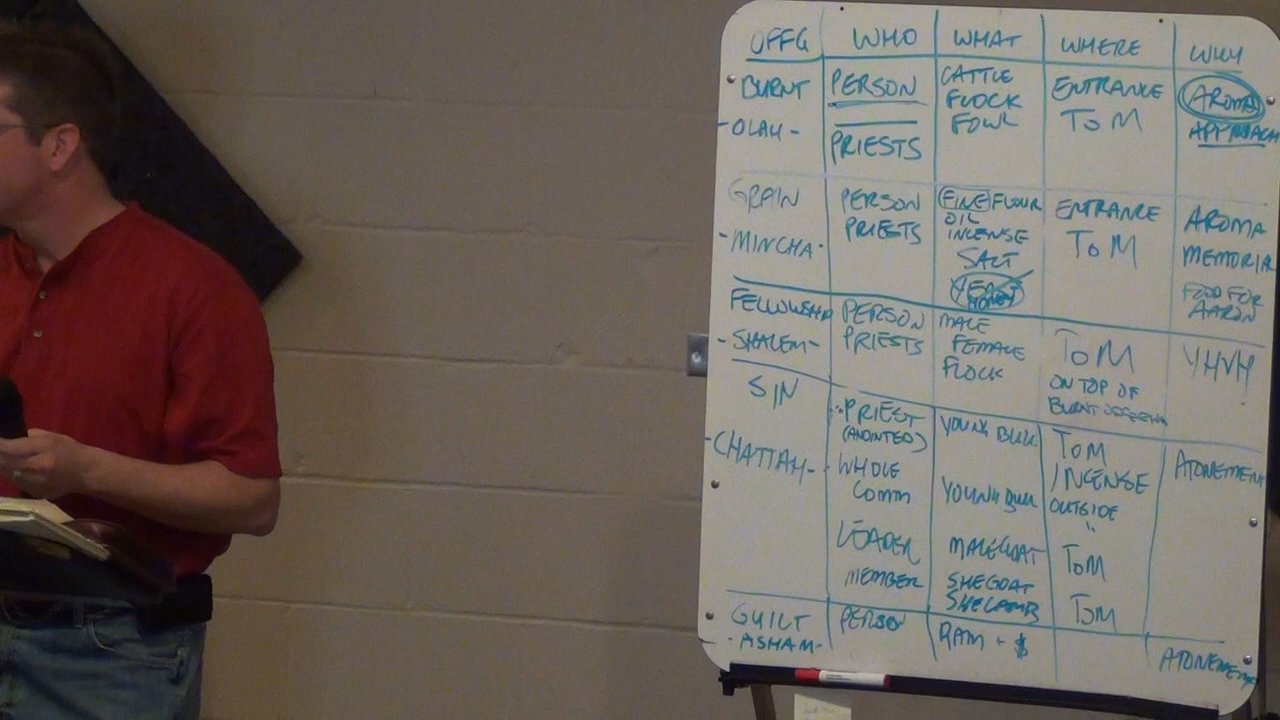 OFFG WHO WHAT WHERE WHY
BURNT PERSON CATTLE ENTRANCE AROMA
FLOCK
-OLAH- FOWL TOM APPROACH
PRIESTS
GRAIN PERSON FINE FLOUR ENTRANCE AROMA
PRIESTS OIL
-MINCHA- INCENSE TOM MEMORIA
SALT
YEAST FOOD FOR
HONEY AARON
FELLOWSHIP PERSON MALE
-SHALEM- PRIESTS FEMALE TOM YHVH
FLOCK
SIN ON TOP OF
PRIEST BURNT
(ANOINTED) YOUNG BULL TOM
-CHATTAH- WHOLE INCENSE ATONEMENT
COMM YOUNG BULL OUTSIDE
"
LEADER MALE GOAT TOM
MEMBER SHE GOAT
SHE LAMB TOM
GUILT PERSON RAM + $
-ASHAM- ATONEMENT